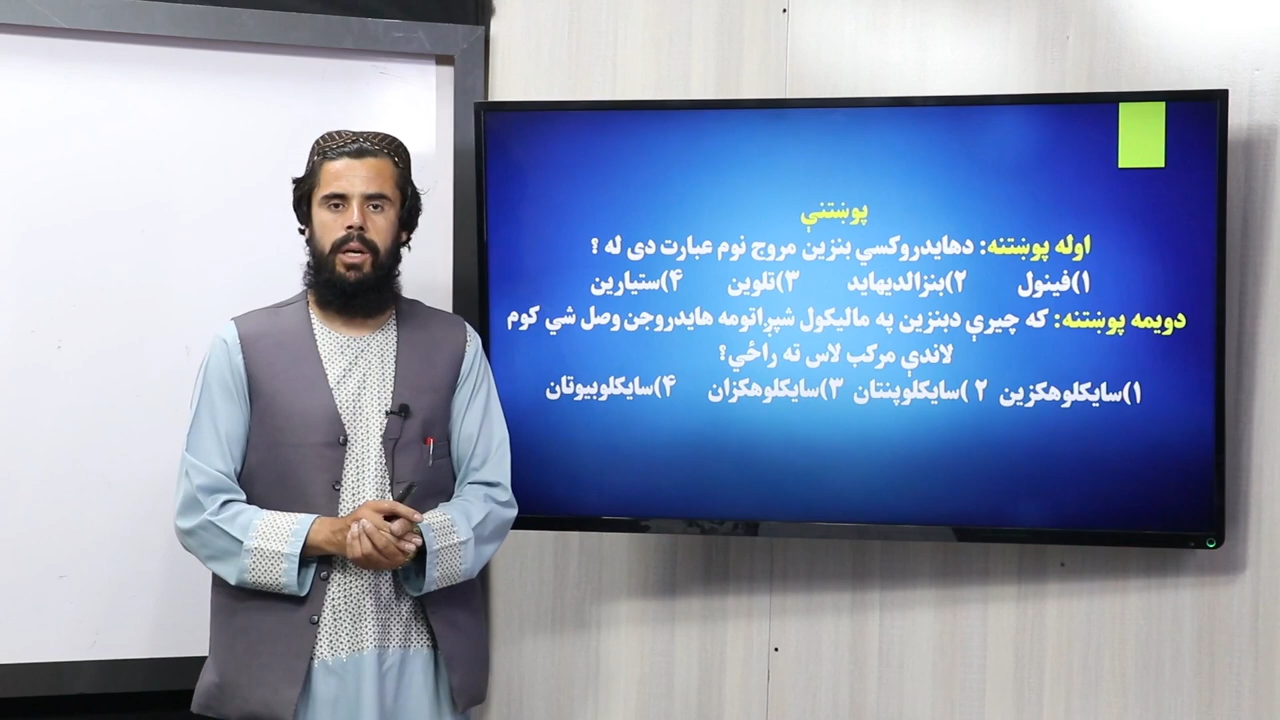 پوښتنې
اوله پوښتنه: دهایدروکسي بنزین مروج نوم عبارت دی له ؟
۱)فینول ۲)بنزالدیهاید ۳)تلوین ۴)ستیارین
دویمه پوښتنه: که چیرې دبنزین په مالیکول شپږاتومه هایدروجن وصل شي کوم
لاندې مرکب لاس ته راځي؟
۱)سایکلوهکزین ۲ )سایکلوپنتان ۳)سایکلوهکزان ۴)سایکلوبیوتان